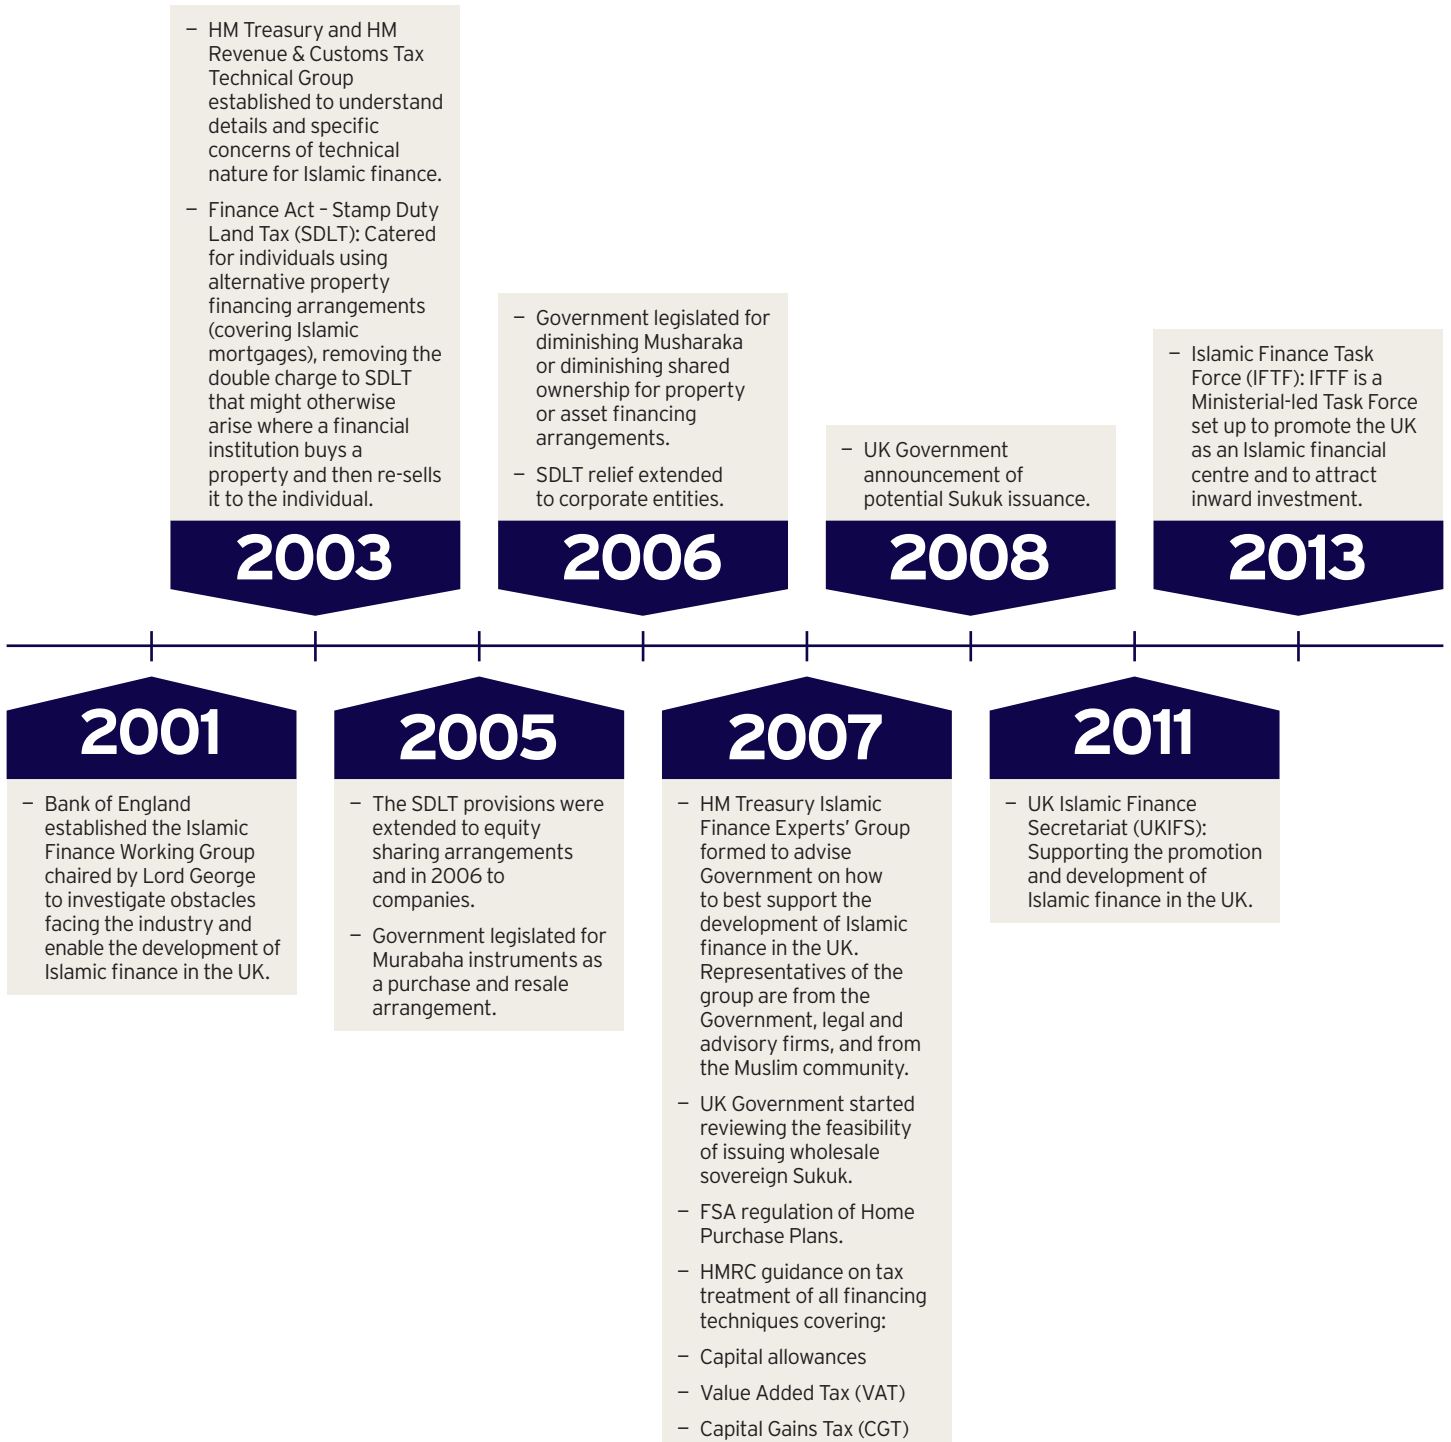 – HM Treasury and HM
Revenue & Customs Tax
Technical Group
established to understand
details and specific
concerns of technical
nature for Islamic finance.
– Finance Act – Stamp Duty
Land Tax (SDLT): Catered
for individuals using
alternative property
financing arrangements
(covering Islamic
mortgages), removing the
double charge to SDLT
that might otherwise
arise where a financial
institution buys a
property and then re-sells
it to the individual.
2003
– Government legislated for
diminishing Musharaka
or diminishing shared
ownership for property
or asset financing
arrangements.
– SDLT relief extended
to corporate entities.
2006
– UK Government
announcement of
potential Sukuk issuance.
2008
– Islamic Finance Task
Force (IFTF): IFTF is a
Ministerial-led Task Force
set up to promote the UK
as an Islamic financial
centre and to attract
inward investment.
2013
2001
– Bank of England
established the Islamic
Finance Working Group
chaired by Lord George
to investigate obstacles
facing the industry and
enable the development of
Islamic finance in the UK.
2005
– The SDLT provisions were
extended to equity
sharing arrangements
and in 2006 to
companies.
– Government legislated for
Murabaha instruments as
a purchase and resale
arrangement.
2007
– HM Treasury Islamic
Finance Experts’ Group
formed to advise
Government on how
to best support the
development of Islamic
finance in the UK.
Representatives of the
group are from the
Government, legal and
advisory firms, and from
the Muslim community.
– UK Government started
reviewing the feasibility
of issuing wholesale
sovereign Sukuk.
– FSA regulation of Home
Purchase Plans.
– HMRC guidance on tax
treatment of all financing
techniques covering:
– Capital allowances
– Value Added Tax (VAT)
– Capital Gains Tax (CGT)
2011
– UK Islamic Finance
Secretariat (UKIFS):
Supporting the promotion
and development of
Islamic finance in the UK.